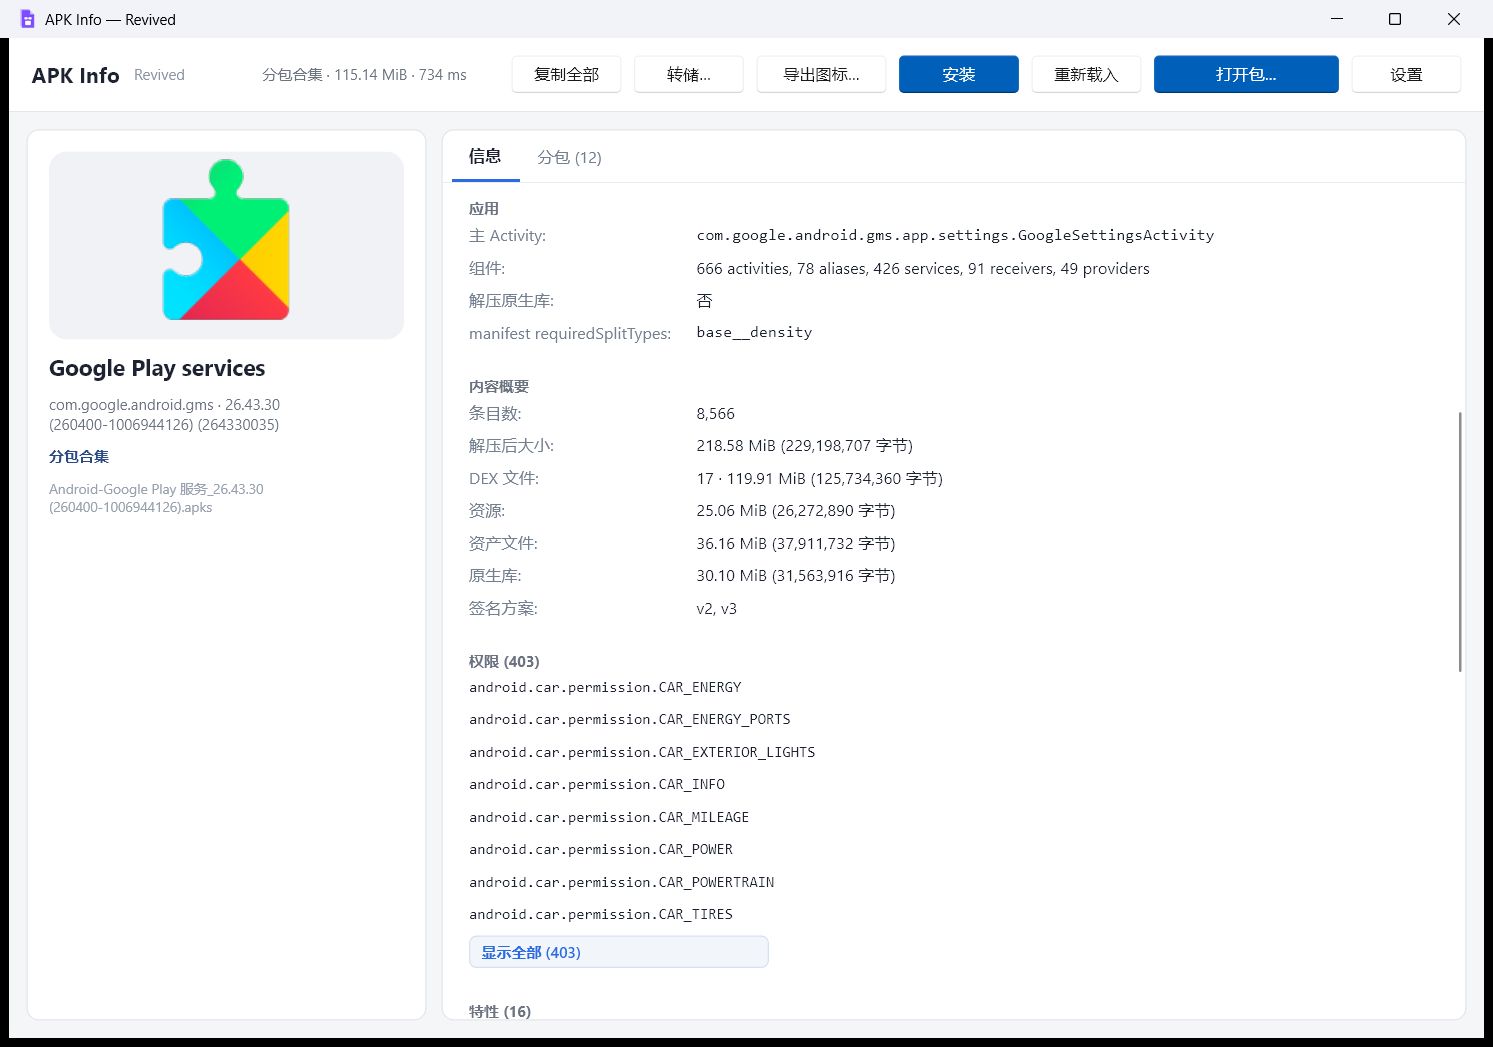 APK Info — Revived
APK Info Revived 分包合集 · 115.14 MiB · 734 ms 复制全部 转储... 导出图标... 安装 重新载入 打开包... 设置
Google Play services
com.google.android.gms · 26.43.30
(260400-1006944126) (264330035)
分包合集
Android-Google Play 服务_26.43.30
(260400-1006944126).apks
信息 分包 (12)
应用
主 Activity: com.google.android.gms.app.settings.GoogleSettingsActivity
组件: 666 activities, 78 aliases, 426 services, 91 receivers, 49 providers
解压原生库: 否
manifest requiredSplitTypes: base__density
内容概要
条目数: 8,566
解压后大小: 218.58 MiB (229,198,707 字节)
DEX 文件: 17 · 119.91 MiB (125,734,360 字节)
资源: 25.06 MiB (26,272,890 字节)
资产文件: 36.16 MiB (37,911,732 字节)
原生库: 30.10 MiB (31,563,916 字节)
签名方案: v2, v3
权限 (403)
android.car.permission.CAR_ENERGY
android.car.permission.CAR_ENERGY_PORTS
android.car.permission.CAR_EXTERIOR_LIGHTS
android.car.permission.CAR_INFO
android.car.permission.CAR_MILEAGE
android.car.permission.CAR_POWER
android.car.permission.CAR_POWERTRAIN
android.car.permission.CAR_TIRES
显示全部 (403)
特性 (16)